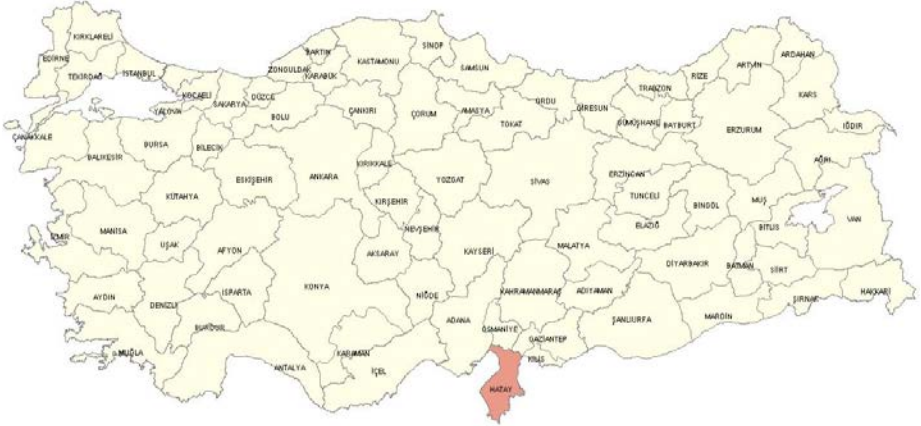 KIRKLARELİ
EDİRNE
TEKİRDAĞ
İSTANBUL
KOCAELİ
YALOVA
SAKARYA
DÜZCE
ZONGULDAK
BARTIN
KARABÜK
KASTAMONU
SİNOP
SAMSUN
ORDU
GİRESUN
TRABZON
RİZE
ARTVİN
ARDAHAN
KARS
IĞDIR
ÇANAKKALE
BALIKESİR
BURSA
BİLECİK
BOLU
ÇANKIRI
ÇORUM
AMASYA
TOKAT
GÜMÜŞHANE
BAYBURT
ERZURUM
AĞRI
KÜTAHYA
ESKİŞEHİR
ANKARA
KIRIKKALE
YOZGAT
SİVAS
ERZİNCAN
TUNCELİ
BİNGÖL
MUŞ
BİTLİS
VAN
İZMİR
MANİSA
UŞAK
AFYON
KIRŞEHİR
NEVŞEHİR
AKSARAY
KAYSERİ
MALATYA
ELAZIĞ
DİYARBAKIR
BATMAN
SİİRT
ŞIRNAK
HAKKARİ
AYDIN
DENİZLİ
ISPARTA
BURDUR
KONYA
NİĞDE
ADANA
KAHRAMANMARAŞ
ADIYAMAN
ŞANLIURFA
MARDİN
MUĞLA
ANTALYA
KARAMAN
İÇEL
OSMANİYE
GAZİANTEP
KİLİS
HATAY